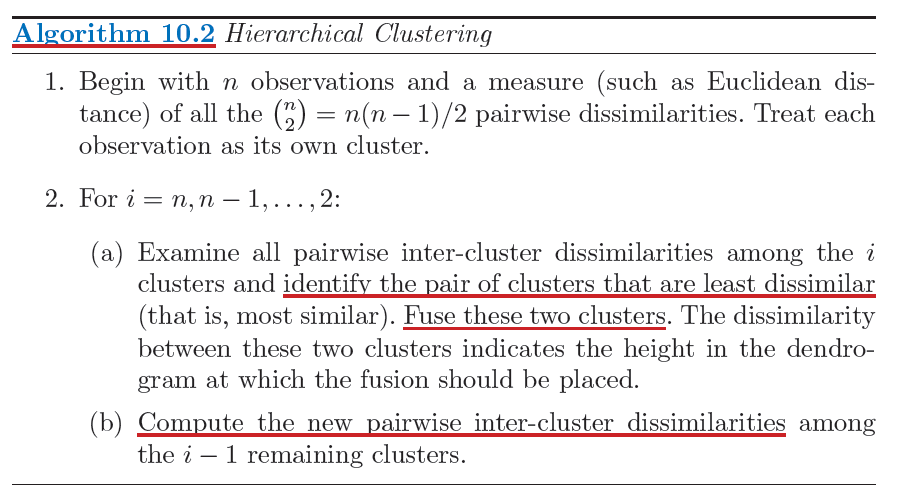 Algorithm 10.2 Hierarchical Clustering
1. Begin with n observations and a measure (such as Euclidean dis-
tance) of all the (n 2) = n(n − 1)/2 pairwise dissimilarities. Treat each
observation as its own cluster.
2. For i = n, n − 1, . . . , 2:
(a) Examine all pairwise inter-cluster dissimilarities among the i
clusters and identify the pair of clusters that are least dissimilar
(that is, most similar). Fuse these two clusters. The dissimilarity
between these two clusters indicates the height in the dendro-
gram at which the fusion should be placed.
(b) Compute the new pairwise inter-cluster dissimilarities among
the i − 1 remaining clusters.